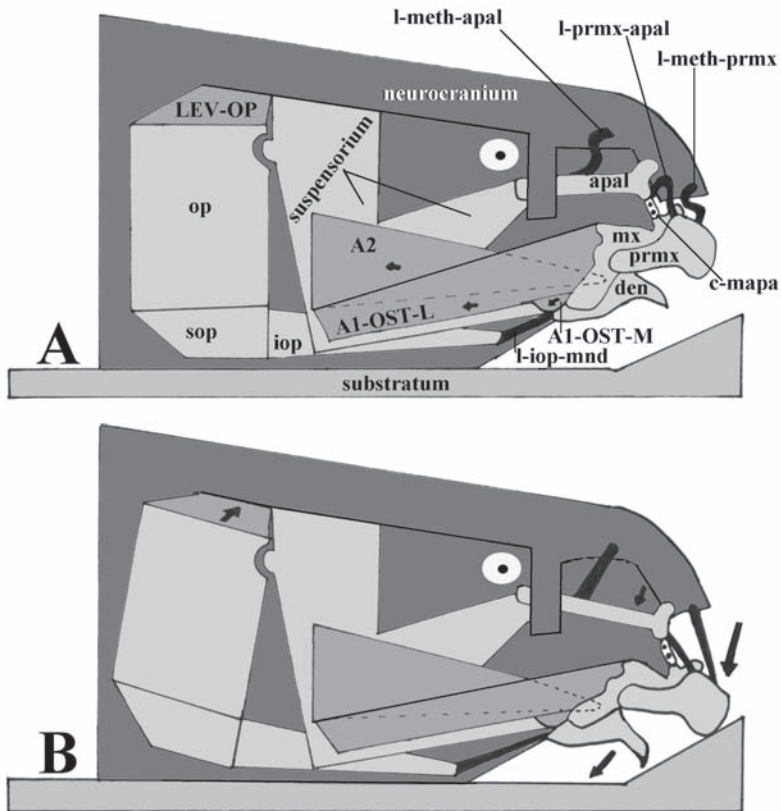 l-meth-apal
l-prmx-apal
l-meth-prmx
neurocranium
LEV-OP
suspensorium
apal
op
A2
mx
prmx
c-mapa
den
A1-OST-L
sop
iop
A1-OST-M
l-iop-mnd
A
substratum
B